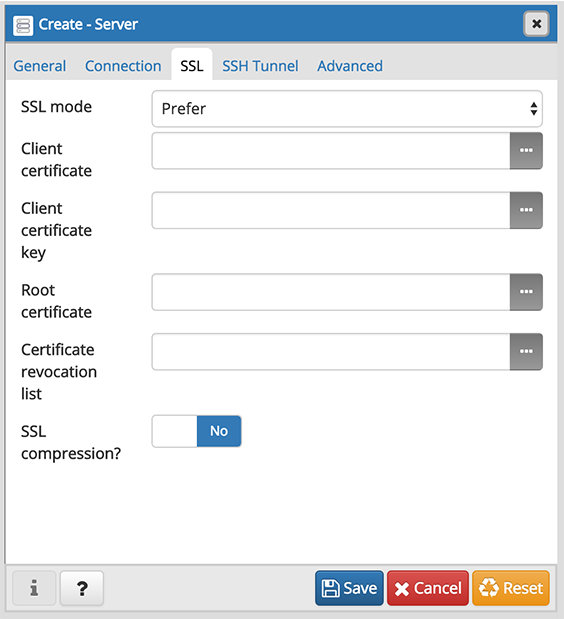 Create - Server
General Connection SSL SSH Tunnel Advanced
SSL mode Prefer
Client
certificate
Client
certificate
key
Root
certificate
Certificate
revocation
list
SSL No
compression?
i ? Save Cancel Reset